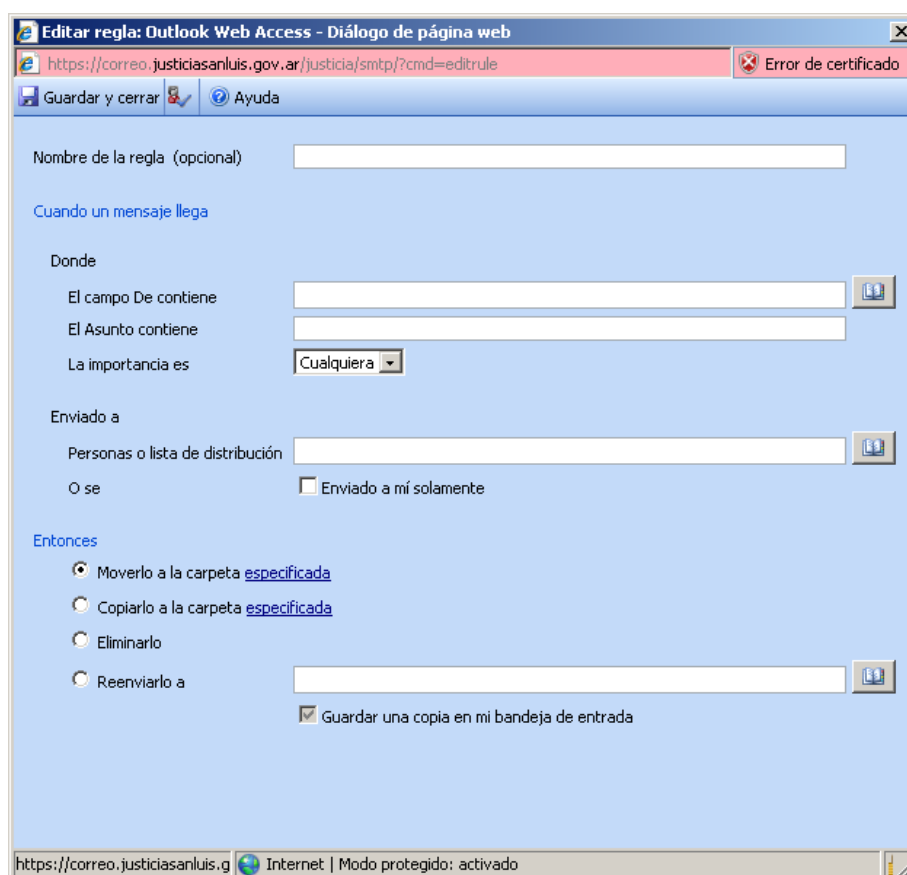 Editar regla: Outlook Web Access - Diálogo de página web
https://correo.justiciasanluis.gov.ar/justicia/smtp/?cmd=editrule Error de certificado
Guardar y cerrar Ayuda
Nombre de la regla (opcional)
Cuando un mensaje llega
Donde
El campo De contiene
El Asunto contiene
La importancia es Cualquiera
Enviado a
Personas o lista de distribución
O se Enviado a mí solamente
Entonces
Moverlo a la carpeta especificada
Copiarlo a la carpeta especificada
Eliminarlo
Reenviarlo a
Guardar una copia en mi bandeja de entrada
https://correo.justiciasanluis.g Internet | Modo protegido: activado